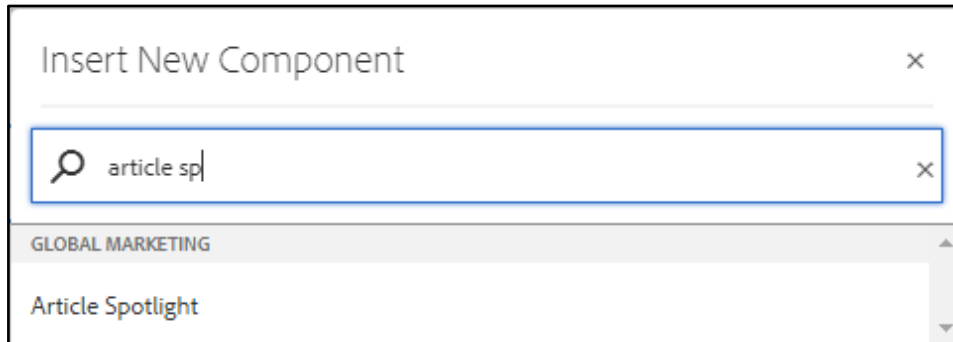 Insert New Component
article sp
GLOBAL MARKETING
Article Spotlight